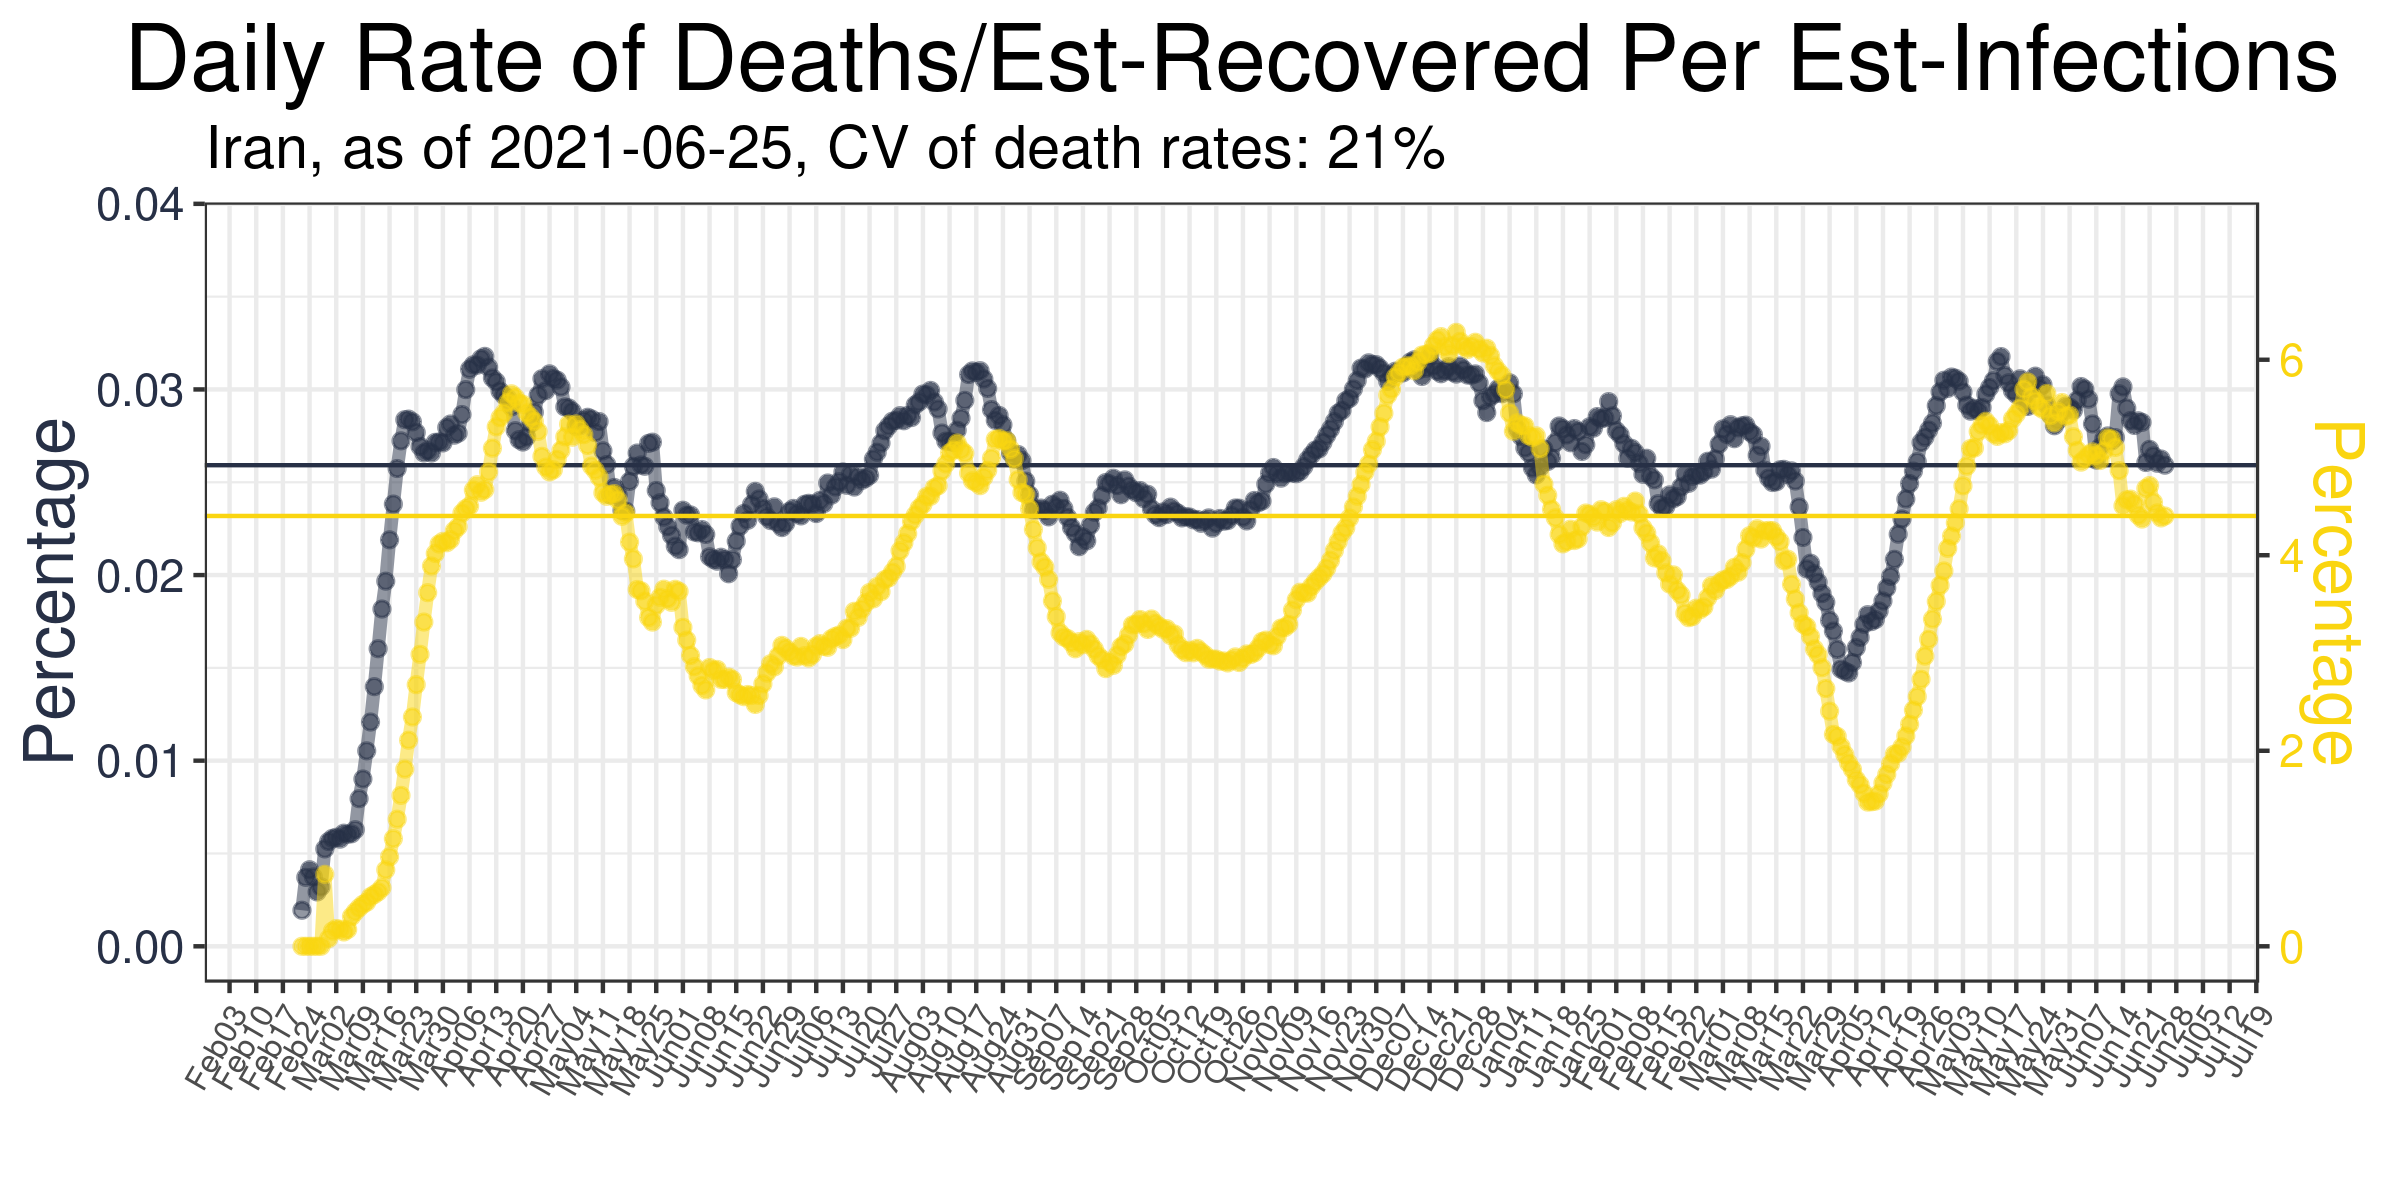 Daily Rate of Deaths/Est-Recovered Per Est-Infections
Iran, as of 2021-06-25, CV of death rates: 21%
Percentage
0.04
0.03
0.02
0.01
0.00
6
4
2
0
Percentage
Feb03
Feb10
Feb17
Feb24
Mar02
Mar09
Mar16
Mar23
Mar30
Apr06
Apr13
Apr20
Apr27
May04
May11
May18
May25
Jun01
Jun08
Jun15
Jun22
Jun29
Jul06
Jul13
Jul20
Jul27
Aug03
Aug10
Aug17
Aug24
Aug31
Sep07
Sep14
Sep21
Sep28
Oct05
Oct12
Oct19
Oct26
Nov02
Nov09
Nov16
Nov23
Nov30
Dec07
Dec14
Dec21
Dec28
Jan04
Jan11
Jan18
Jan25
Feb01
Feb08
Feb15
Feb22
Mar01
Mar08
Mar15
Mar22
Mar29
Apr05
Apr12
Apr19
Apr26
May03
May10
May17
May24
May31
Jun07
Jun14
Jun21
Jun28
Jul05
Jul12
Jul19